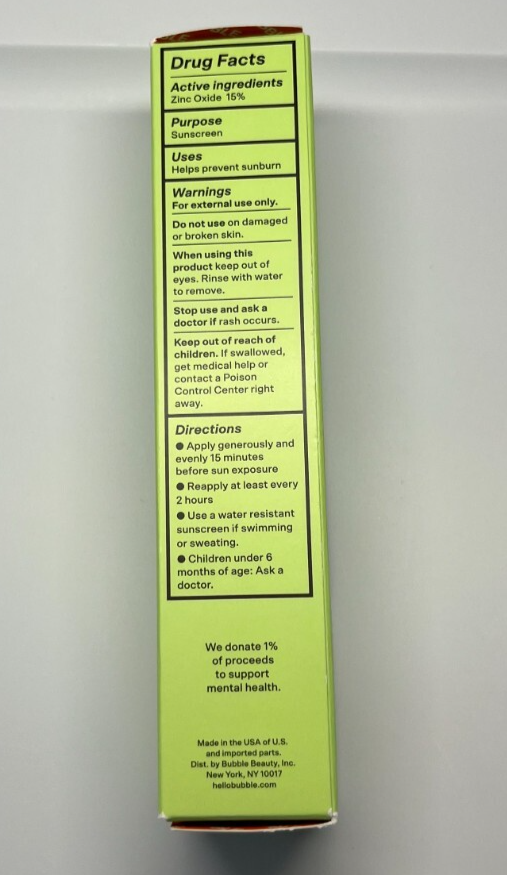 Drug Facts
Active ingredients
Zinc Oxide 15%
Purpose
Sunscreen
Uses
Helps prevent sunburn
Warnings
For external use only.
Do not use on damaged
or broken skin.
When using this
product keep out of
eyes. Rinse with water
to remove.
Stop use and ask a
doctor if rash occurs.
Keep out of reach of
children. If swallowed,
get medical help or
contact a Poison
Control Center right
away.
Directions
● Apply generously and
evenly 15 minutes
before sun exposure
● Reapply at least every
2 hours
● Use a water resistant
sunscreen if swimming
or sweating.
● Children under 6
months of age: Ask a
doctor.
We donate 1%
of proceeds
to support
mental health.
Made in the USA of U.S.
and imported parts.
Dist. by Bubble Beauty, Inc.
New York, NY 10017
hellobubble.com